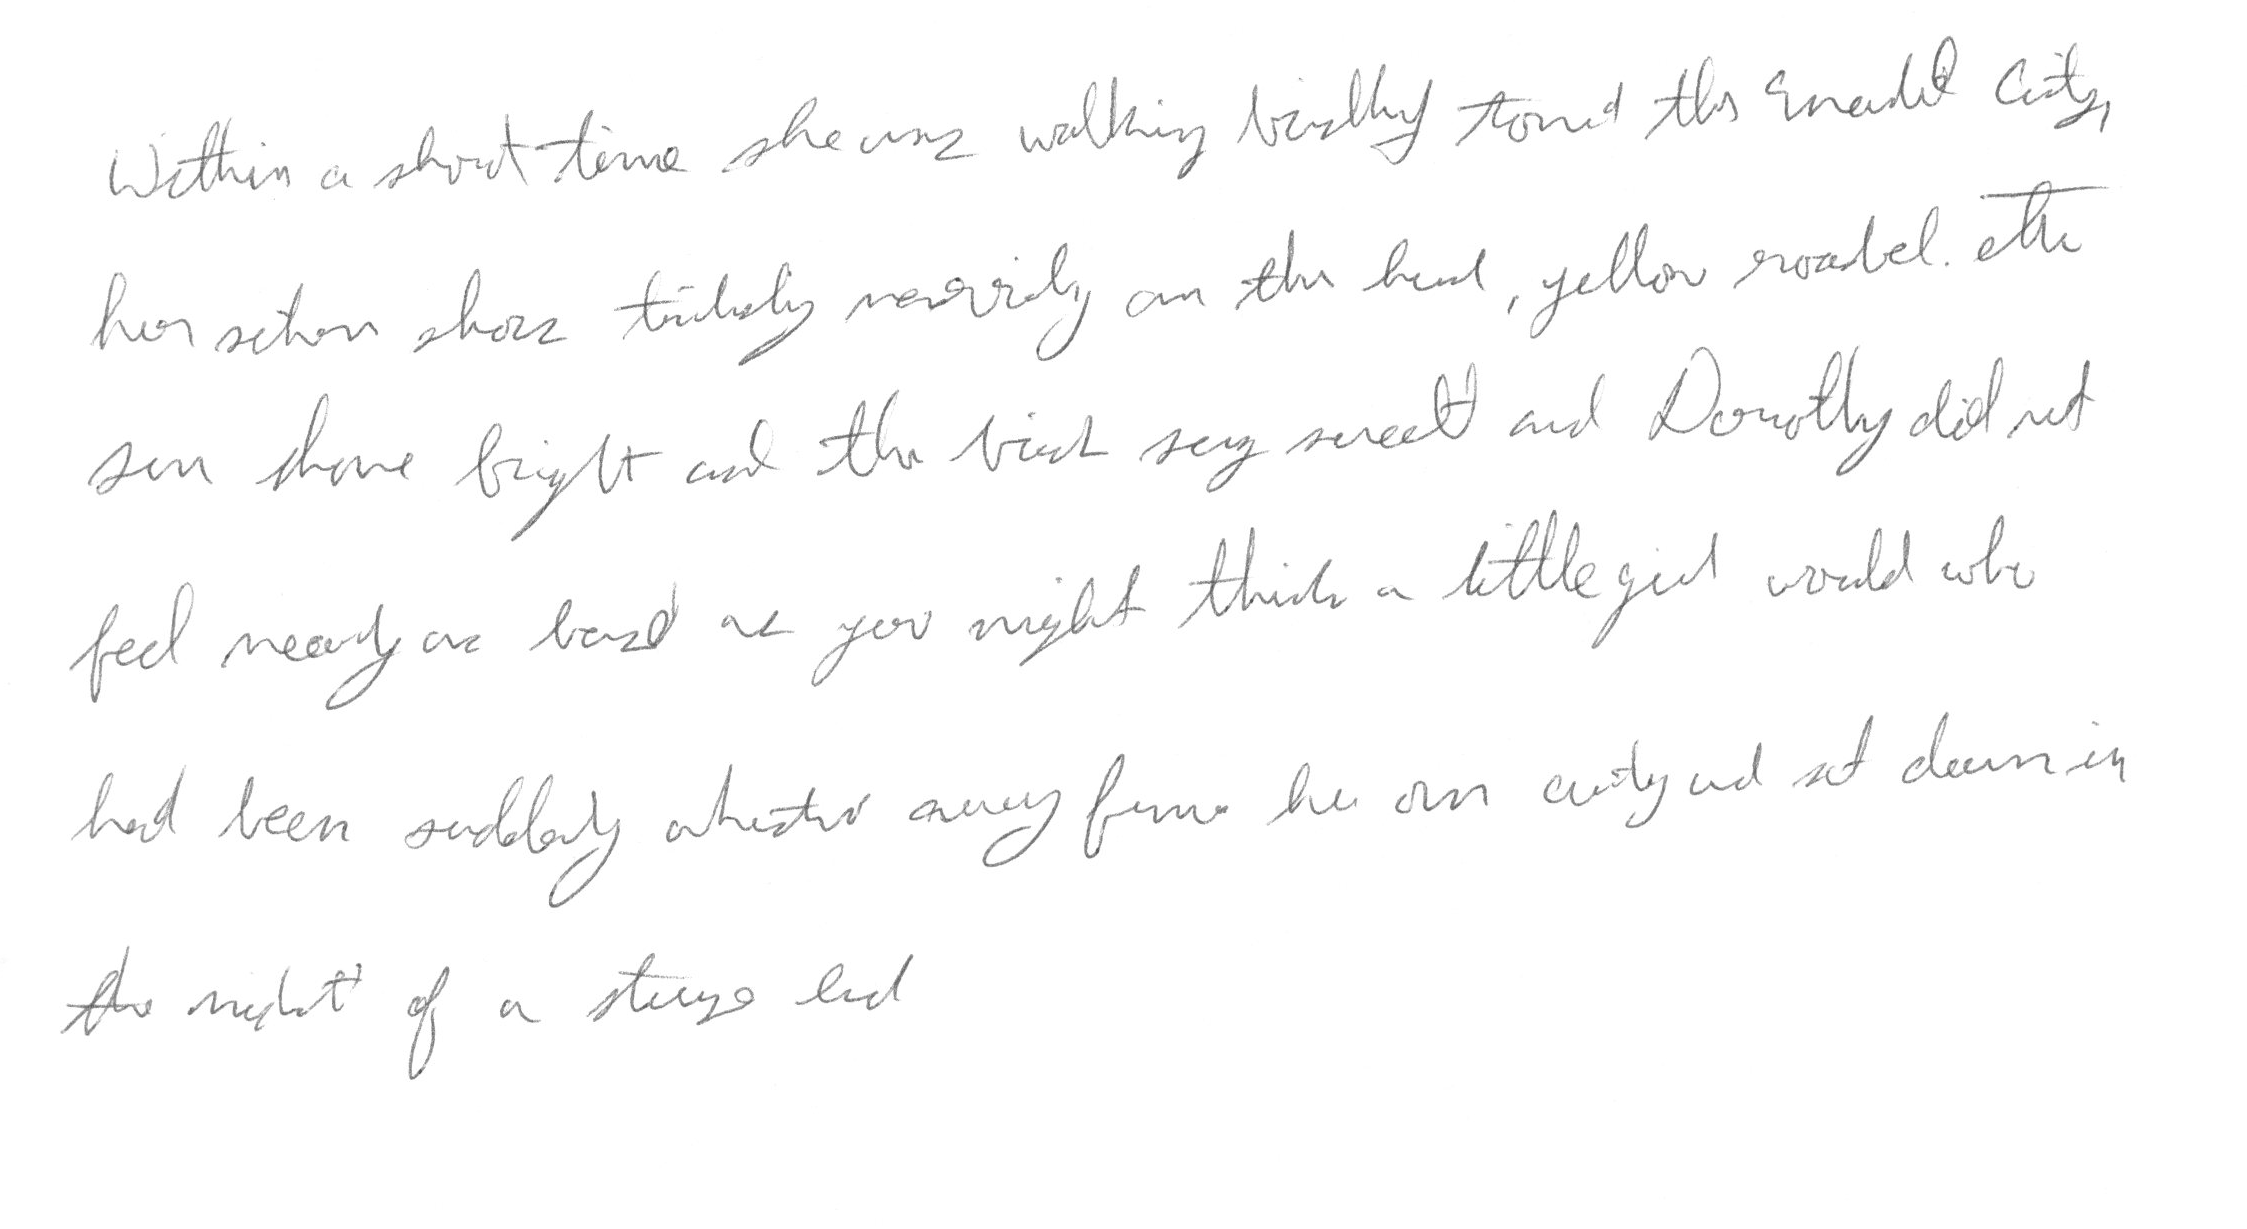 Within a short time she was walking briskly toward the Emerald City,
her silver shoes tinkling merrily on the hard, yellow roadbed. The
sun shone bright and the birds sang sweet and Dorothy did not
feel nearly as bad as you might think a little girl would who
had been suddenly whisked away from her own country and set down in
the midst of a strange land